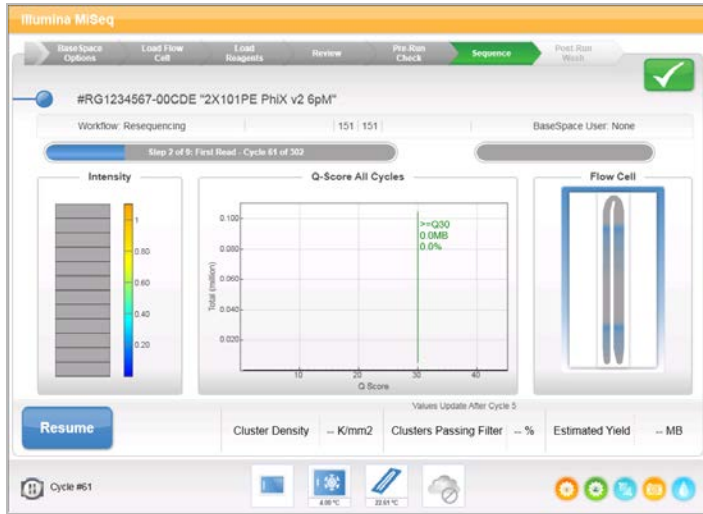 Illumina MiSeq
BaseSpace Options
Load Flow Cell
Load Reagents
Review
Pre-Run Check
Sequence
Post Run Wash
#RG1234567-00CDE "2X101PE PhiX v2 6pM"
Workflow: Resequencing
151 151
BaseSpace User: None
Step 2 of 9: First Read - Cycle 61 of 302
Intensity
1
0.80
0.60
0.40
0.20
Q-Score All Cycles
Total (million)
0.100
0.080
0.060
0.040
0.020
>=Q30
0.0MB
0.0%
10 20 30 40
Q Score
Flow Cell
Values Update After Cycle 5
Resume
Cluster Density -- K/mm2
Clusters Passing Filter -- %
Estimated Yield -- MB
Cycle #61
4.00 °C
22.61 °C